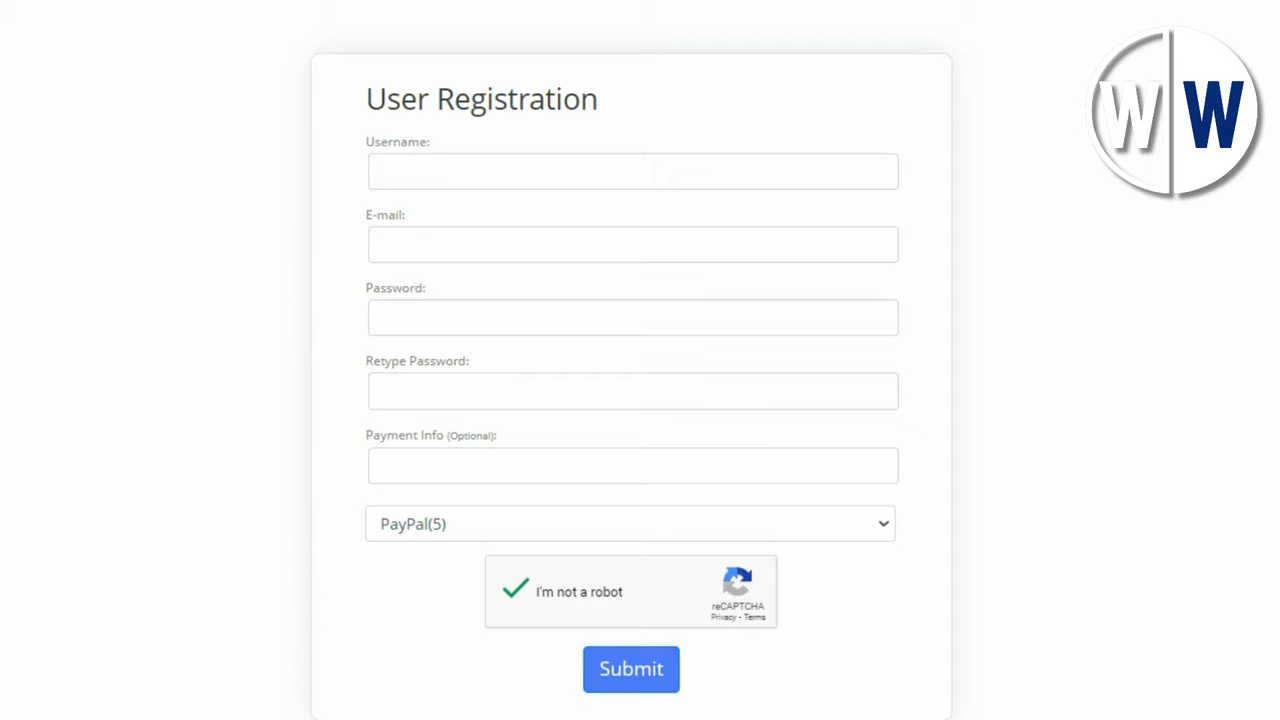 W W
User Registration
Username:
E-mail:
Password:
Retype Password:
Payment Info (Optional):
PayPal(5)
I'm not a robot
reCAPTCHA
Privacy - Terms
Submit